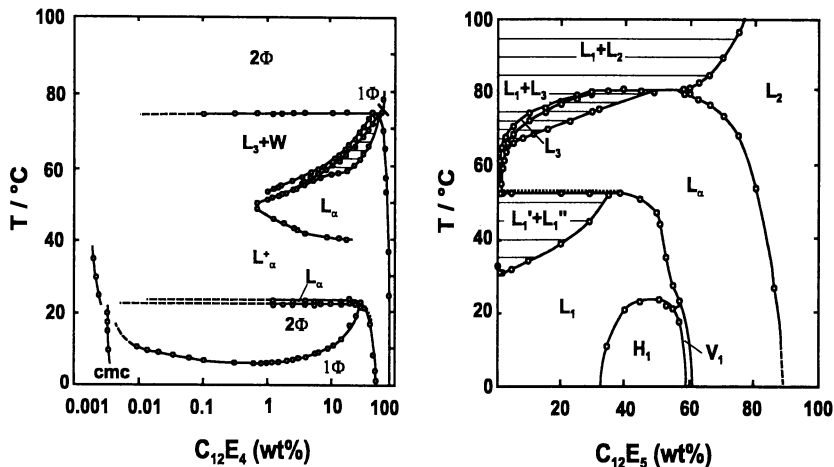 T / °C
80
60
40
20
0
2Φ
1Φ
L₃+W
Lα
L⁺α
Lα
2Φ
1Φ
cmc
0.001
0.01
0.1
1
10
100
C₁₂E₄ (wt%)
T / °C
100
80
60
40
20
0
L₁+L₂
L₁+L₃
L₃
L₂
Lα
L₁'+L₁"
L₁
H₁
V₁
0
20
40
60
80
100
C₁₂E₅ (wt%)